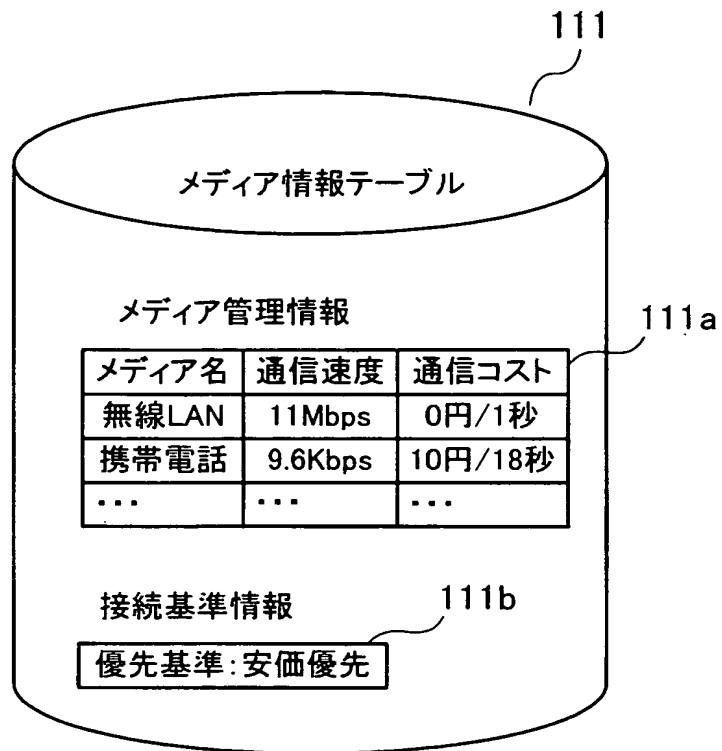 111
メディア情報テーブル
メディア管理情報
111a
メディア名 通信速度 通信コスト
無線LAN 11Mbps 0円/1秒
携帯電話 9.6Kbps 10円/18秒
・・・ ・・・ ・・・
接続基準情報
111b
優先基準:安価優先